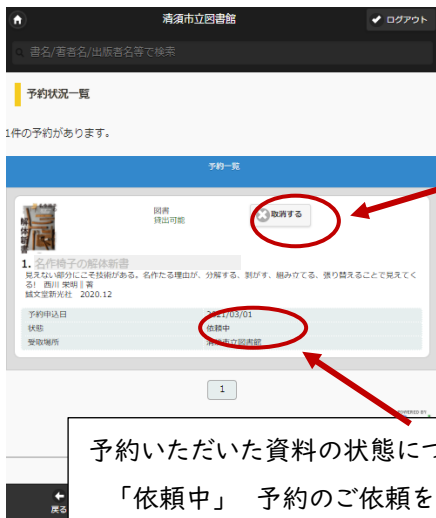 清須市立図書館
ログアウト
書名/著者名/出版者名等で検索
予約状況一覧
1件の予約があります。
予約一覧
図書
貸出可能
取消する
解体新書
1. 名作椅子の解体新書
見えない部分にこそ技術がある。名作たる理由が、分解する、剥がす、組み立てる、張り替えることで見えてく
る! 西川 栄明‖著
誠文堂新光社 2020.12
予約申込日 2021/03/01
状態 依頼中
受取場所 清須市立図書館
1
POWERED BY
予約いただいた資料の状態につ
「依頼中」 予約のご依頼を
戻る